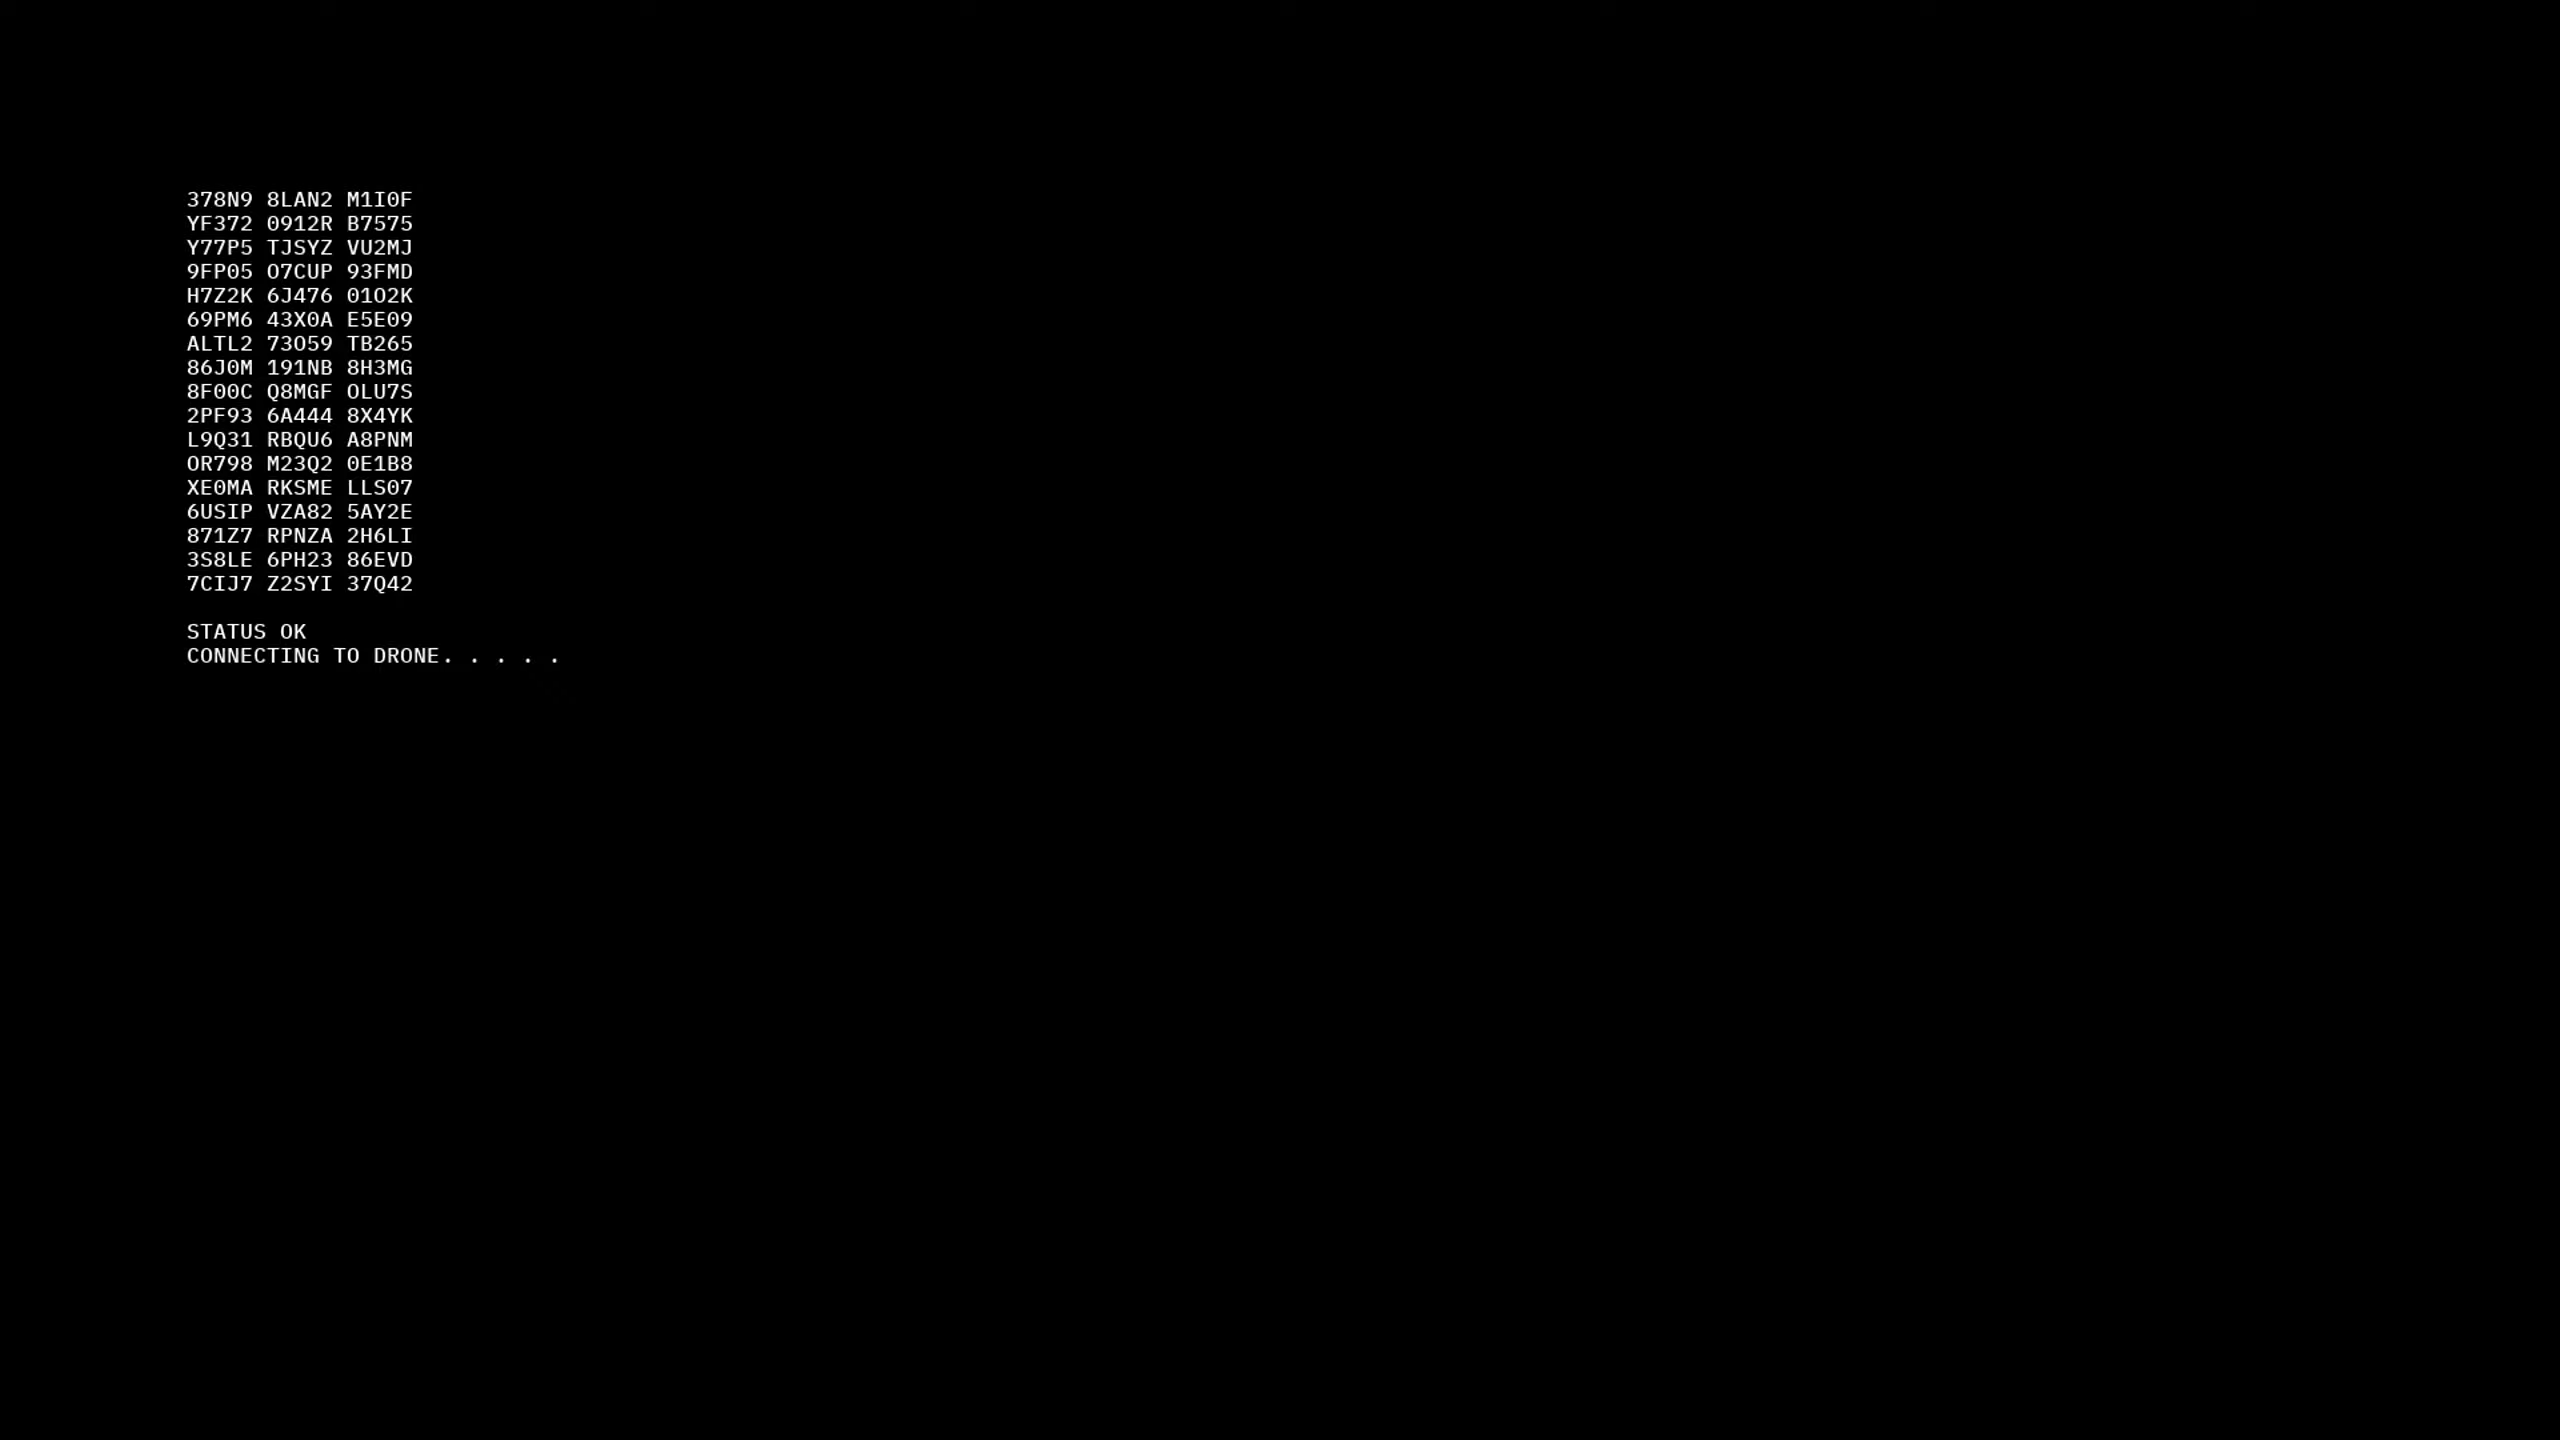 378N9 8LAN2 M1I0F
YF372 0912R B7575
Y77P5 TJSYZ VU2MJ
9FP05 O7CUP 93FMD
H7Z2K 6J476 01O2K
69PM6 43X0A E5E09
ALTL2 73O59 TB265
86J0M 191NB 8H3MG
8F00C Q8MGF OLU7S
2PF93 6A444 8X4YK
L9Q31 RBQU6 A8PNM
OR798 M23Q2 0E1B8
XE0MA RKSME LLS07
6USIP VZA82 5AY2E
871Z7 RPNZA 2H6LI
3S8LE 6PH23 86EVD
7CIJ7 Z2SYI 37Q42
STATUS OK
CONNECTING TO DRONE. . . . .